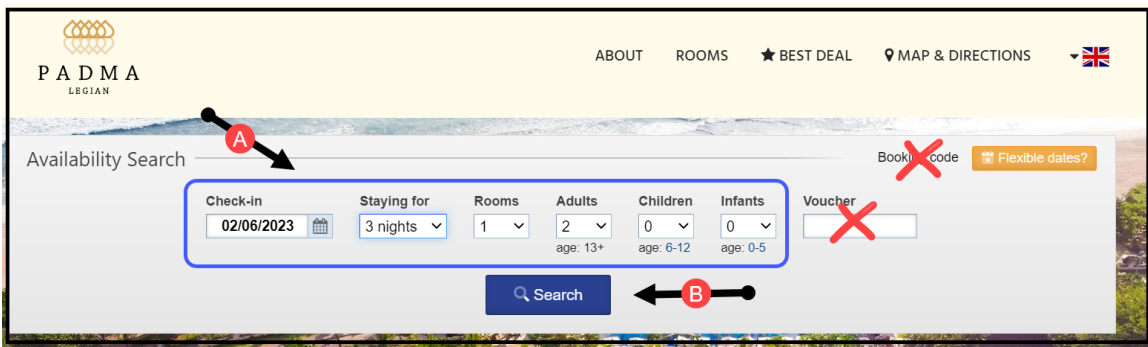 PADMA
LEGIAN
ABOUT ROOMS BEST DEAL MAP & DIRECTIONS
A
Availability Search
Booking code Flexible dates?
Check-in Staying for Rooms Adults Children Infants Voucher
02/06/2023 3 nights 1 2 0 0
age: 13+ age: 6-12 age: 0-5
Search B